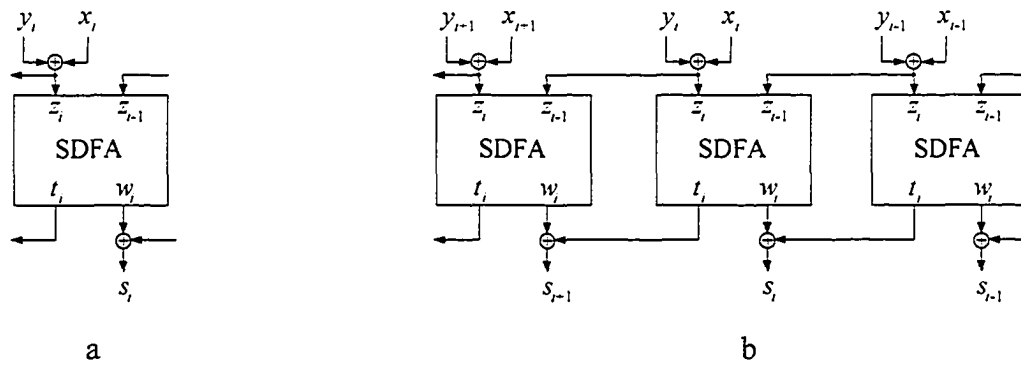 y_i x_i y_{i+1} x_{i+1} y_i x_i y_{i-1} x_{i-1}
z_i z_{i-1} z_i z_{i-1} z_i z_{i-1} z_i z_{i-1}
SDFA SDFA SDFA SDFA
t_i w_i t_i w_i t_i w_i t_i w_i
s_i s_{i+1} s_i s_{i-1}
a b